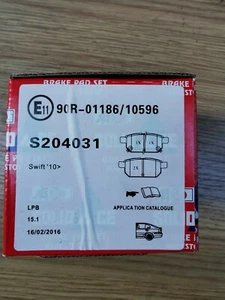 BRAKE PAD SET
E11 90R-01186/10596
S204031
Swift '10>
LPB
15.1
16/02/2016
APPLICATION CATALOGUE